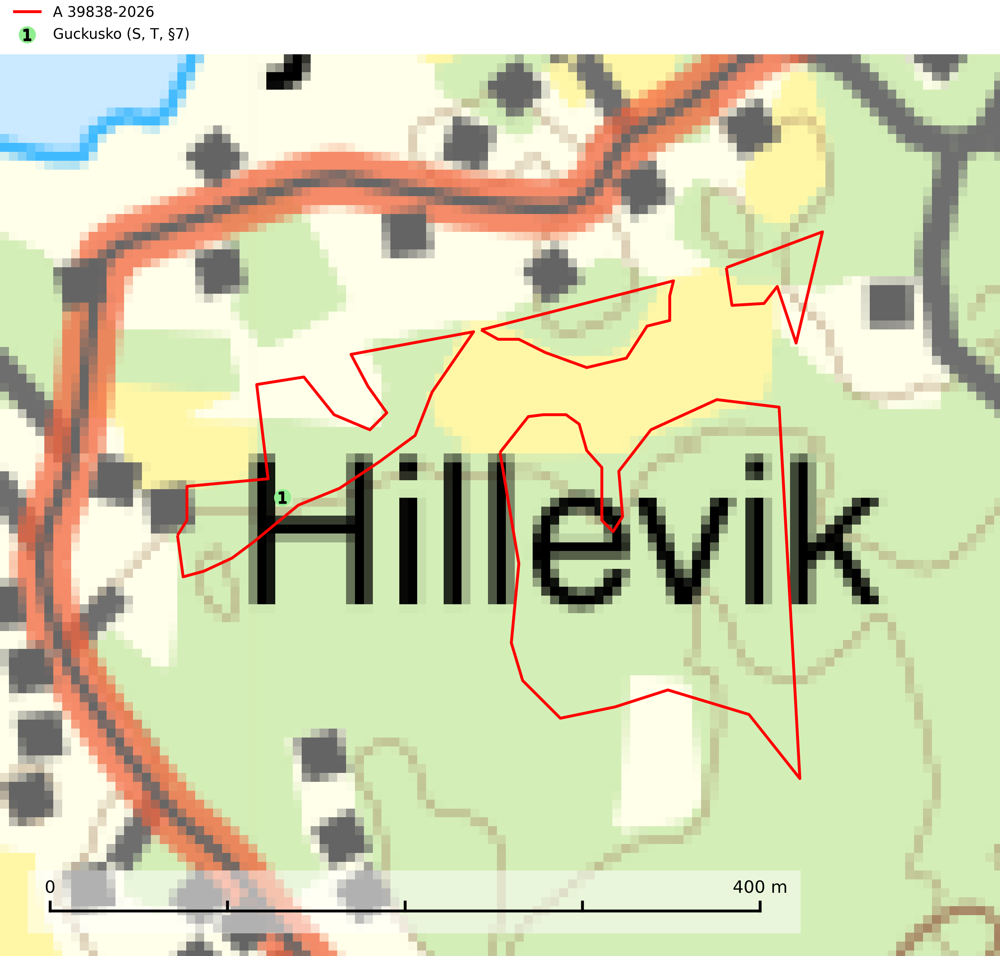 A 39838-2026
1 Guckusko (S, T, §7)
Hillevik
1
0 400 m